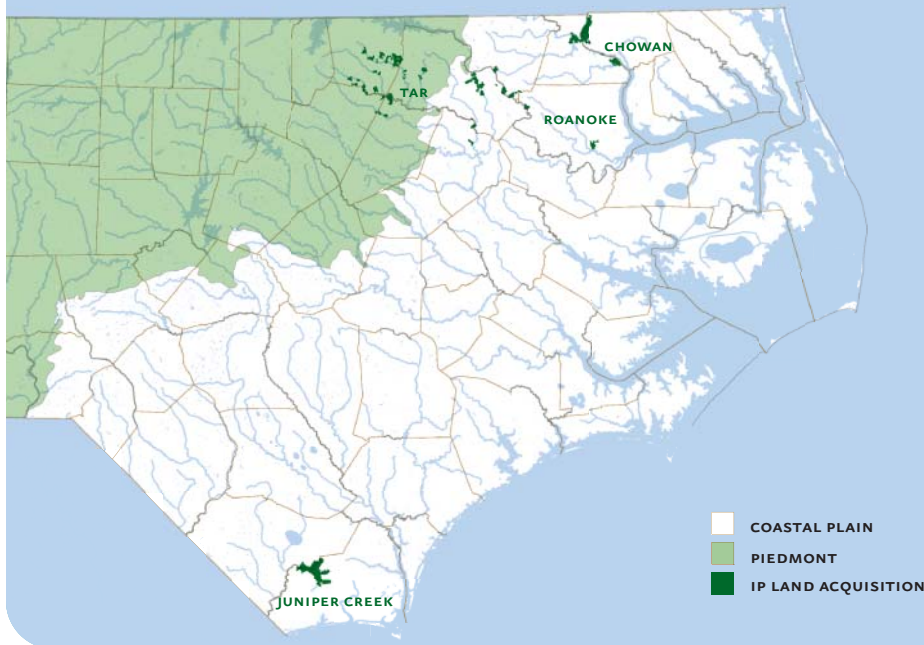 CHOWAN
TAR
ROANOKE
JUNIPER CREEK
COASTAL PLAIN
PIEDMONT
IP LAND ACQUISITION